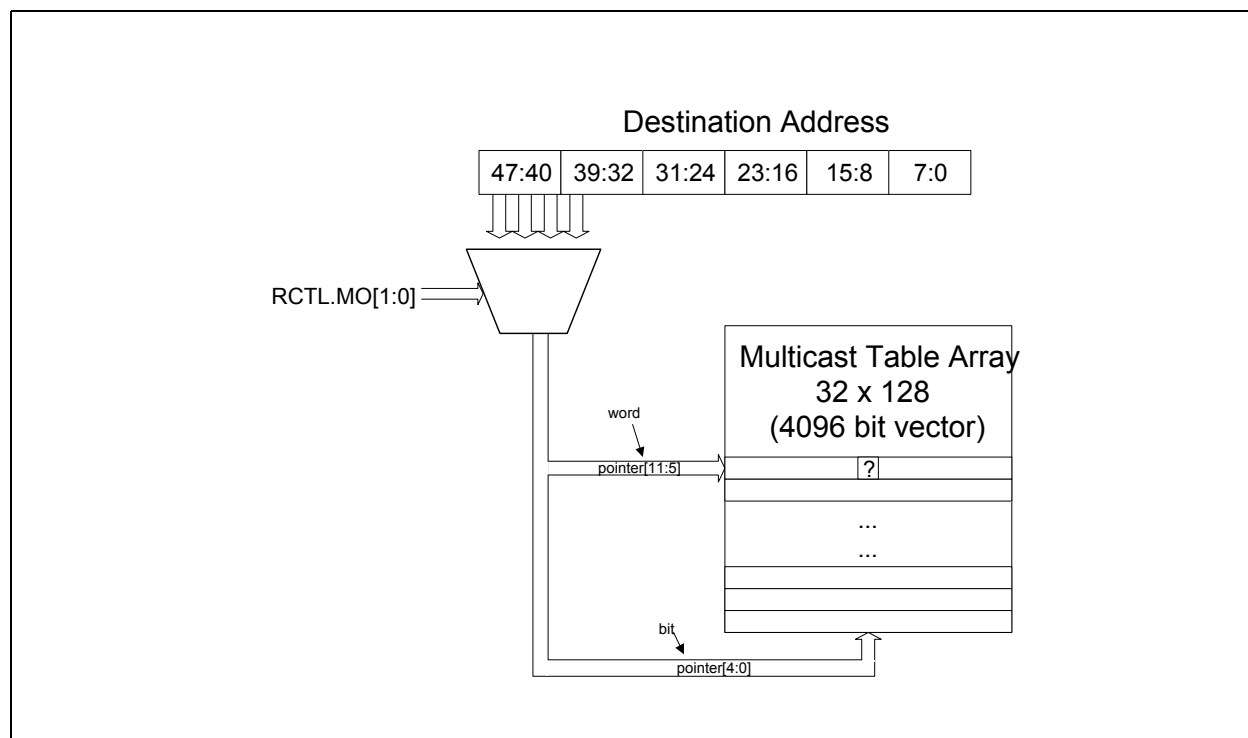 Destination Address
47:40 39:32 31:24 23:16 15:8 7:0
RCTL.MO[1:0]
Multicast Table Array
32 x 128
(4096 bit vector)
word
pointer[11:5]
?
...
...
bit
pointer[4:0]